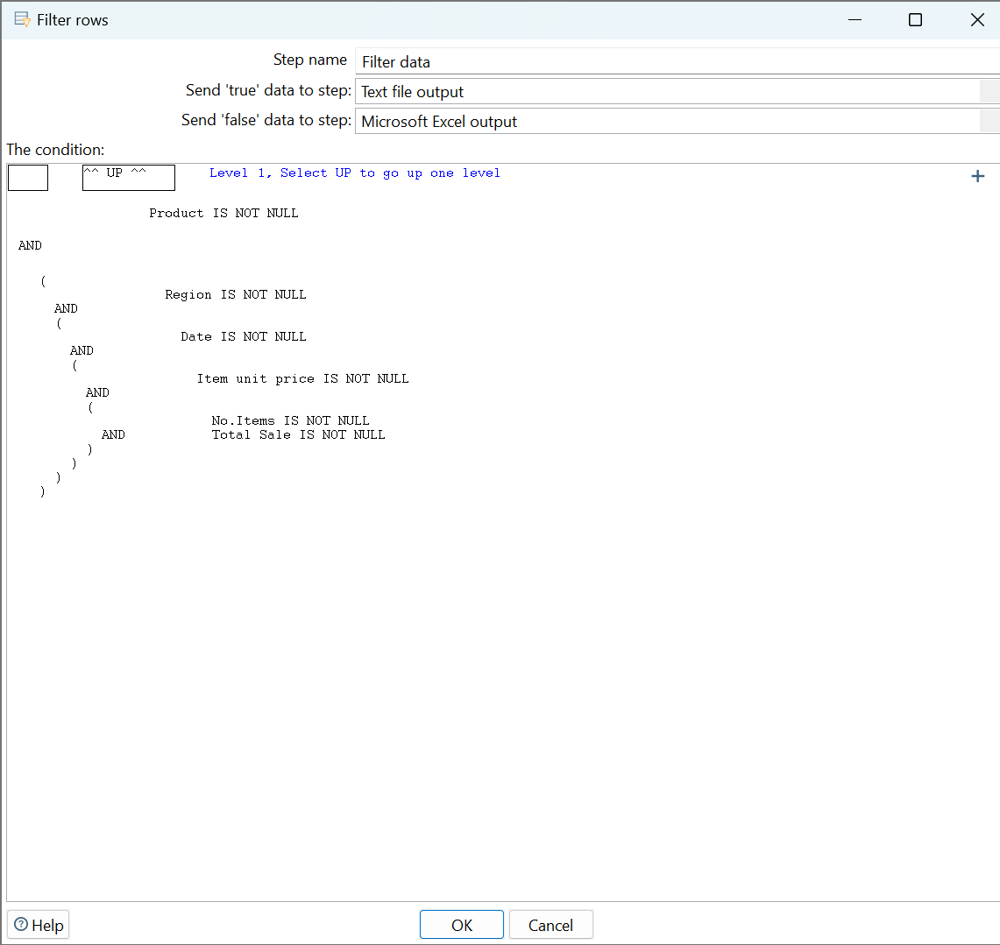 Filter rows
Step name Filter data
Send 'true' data to step: Text file output
Send 'false' data to step: Microsoft Excel output
The condition:
^^ UP ^^ Level 1, Select UP to go up one level +
Product IS NOT NULL
AND
(
Region IS NOT NULL
AND
(
Date IS NOT NULL
AND
(
Item unit price IS NOT NULL
AND
(
No.Items IS NOT NULL
AND Total Sale IS NOT NULL
)
)
)
)
Help OK Cancel